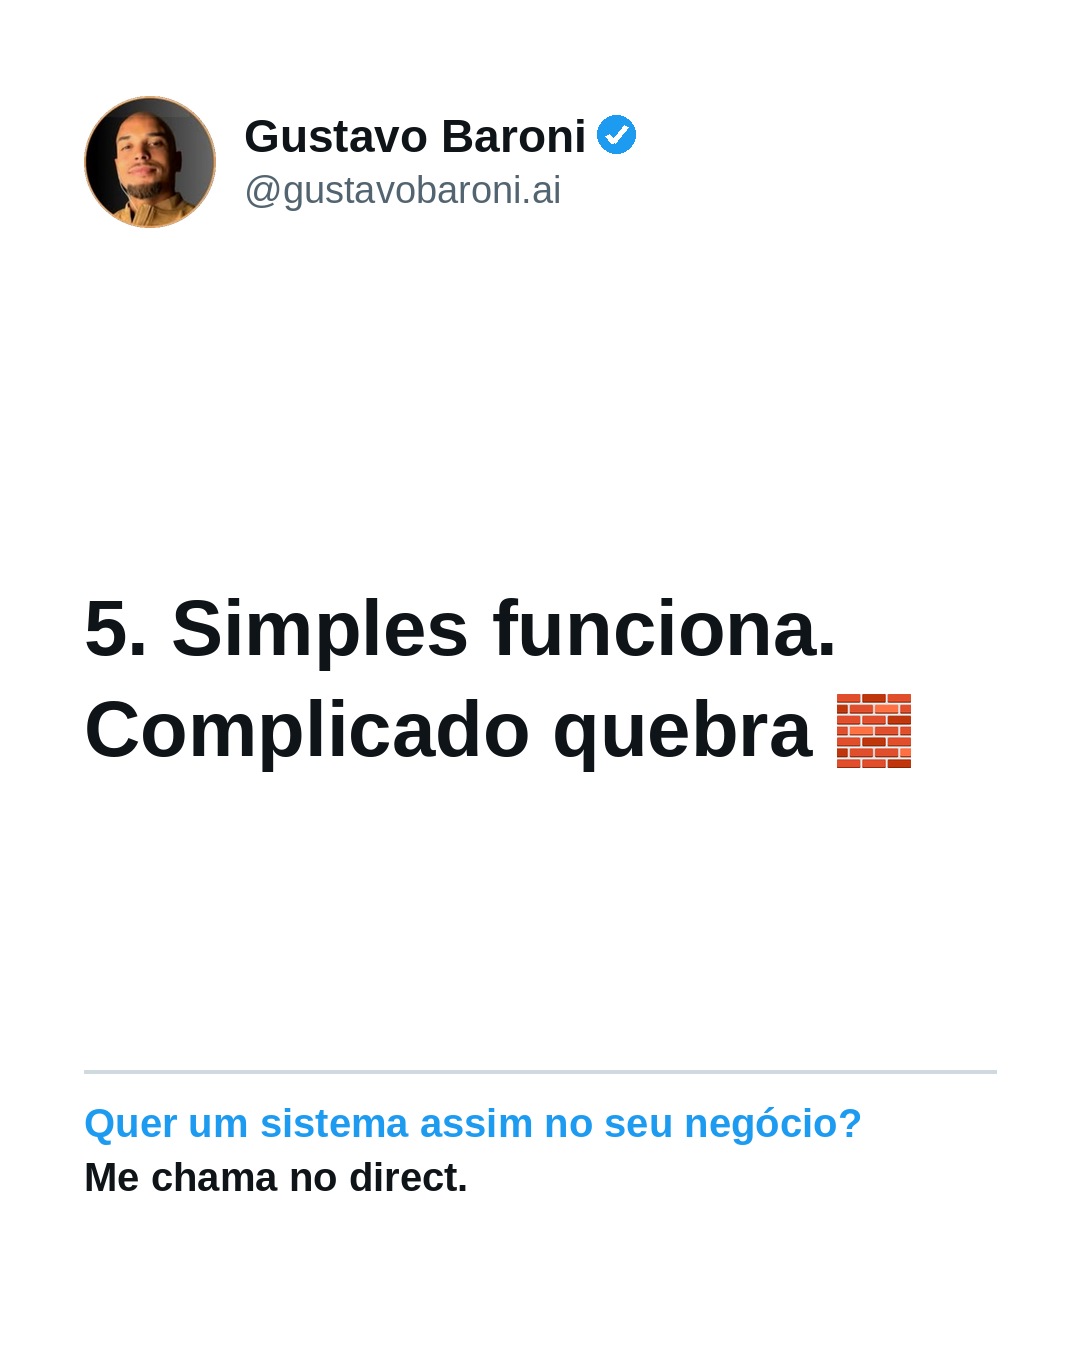 Gustavo Baroni
@gustavobaroni.ai
5. Simples funciona.
Complicado quebra 🧱
Quer um sistema assim no seu negócio?
Me chama no direct.